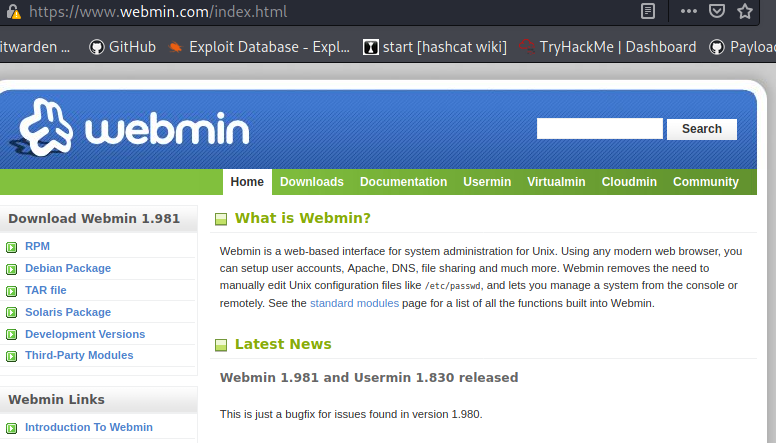 https://www.webmin.com/index.html
itwarden ... GitHub Exploit Database - Expl... start [hashcat wiki] TryHackMe | Dashboard Payloa
webmin
Search
Home Downloads Documentation Usermin Virtualmin Cloudmin Community
Download Webmin 1.981
RPM
Debian Package
TAR file
Solaris Package
Development Versions
Third-Party Modules
Webmin Links
Introduction To Webmin
What is Webmin?
Webmin is a web-based interface for system administration for Unix. Using any modern web browser, you
can setup user accounts, Apache, DNS, file sharing and much more. Webmin removes the need to
manually edit Unix configuration files like /etc/passwd, and lets you manage a system from the console or
remotely. See the standard modules page for a list of all the functions built into Webmin.
Latest News
Webmin 1.981 and Usermin 1.830 released
This is just a bugfix for issues found in version 1.980.